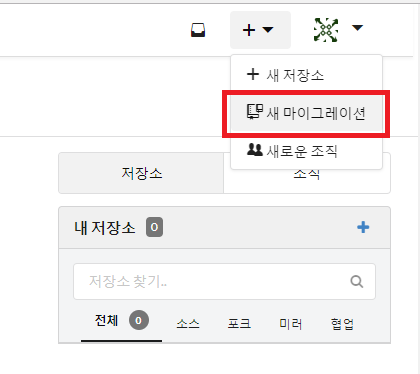 새 저장소
새 마이그레이션
새로운 조직
저장소 조직
내 저장소 0
저장소 찾기..
전체 0 소스 포크 미러 협업